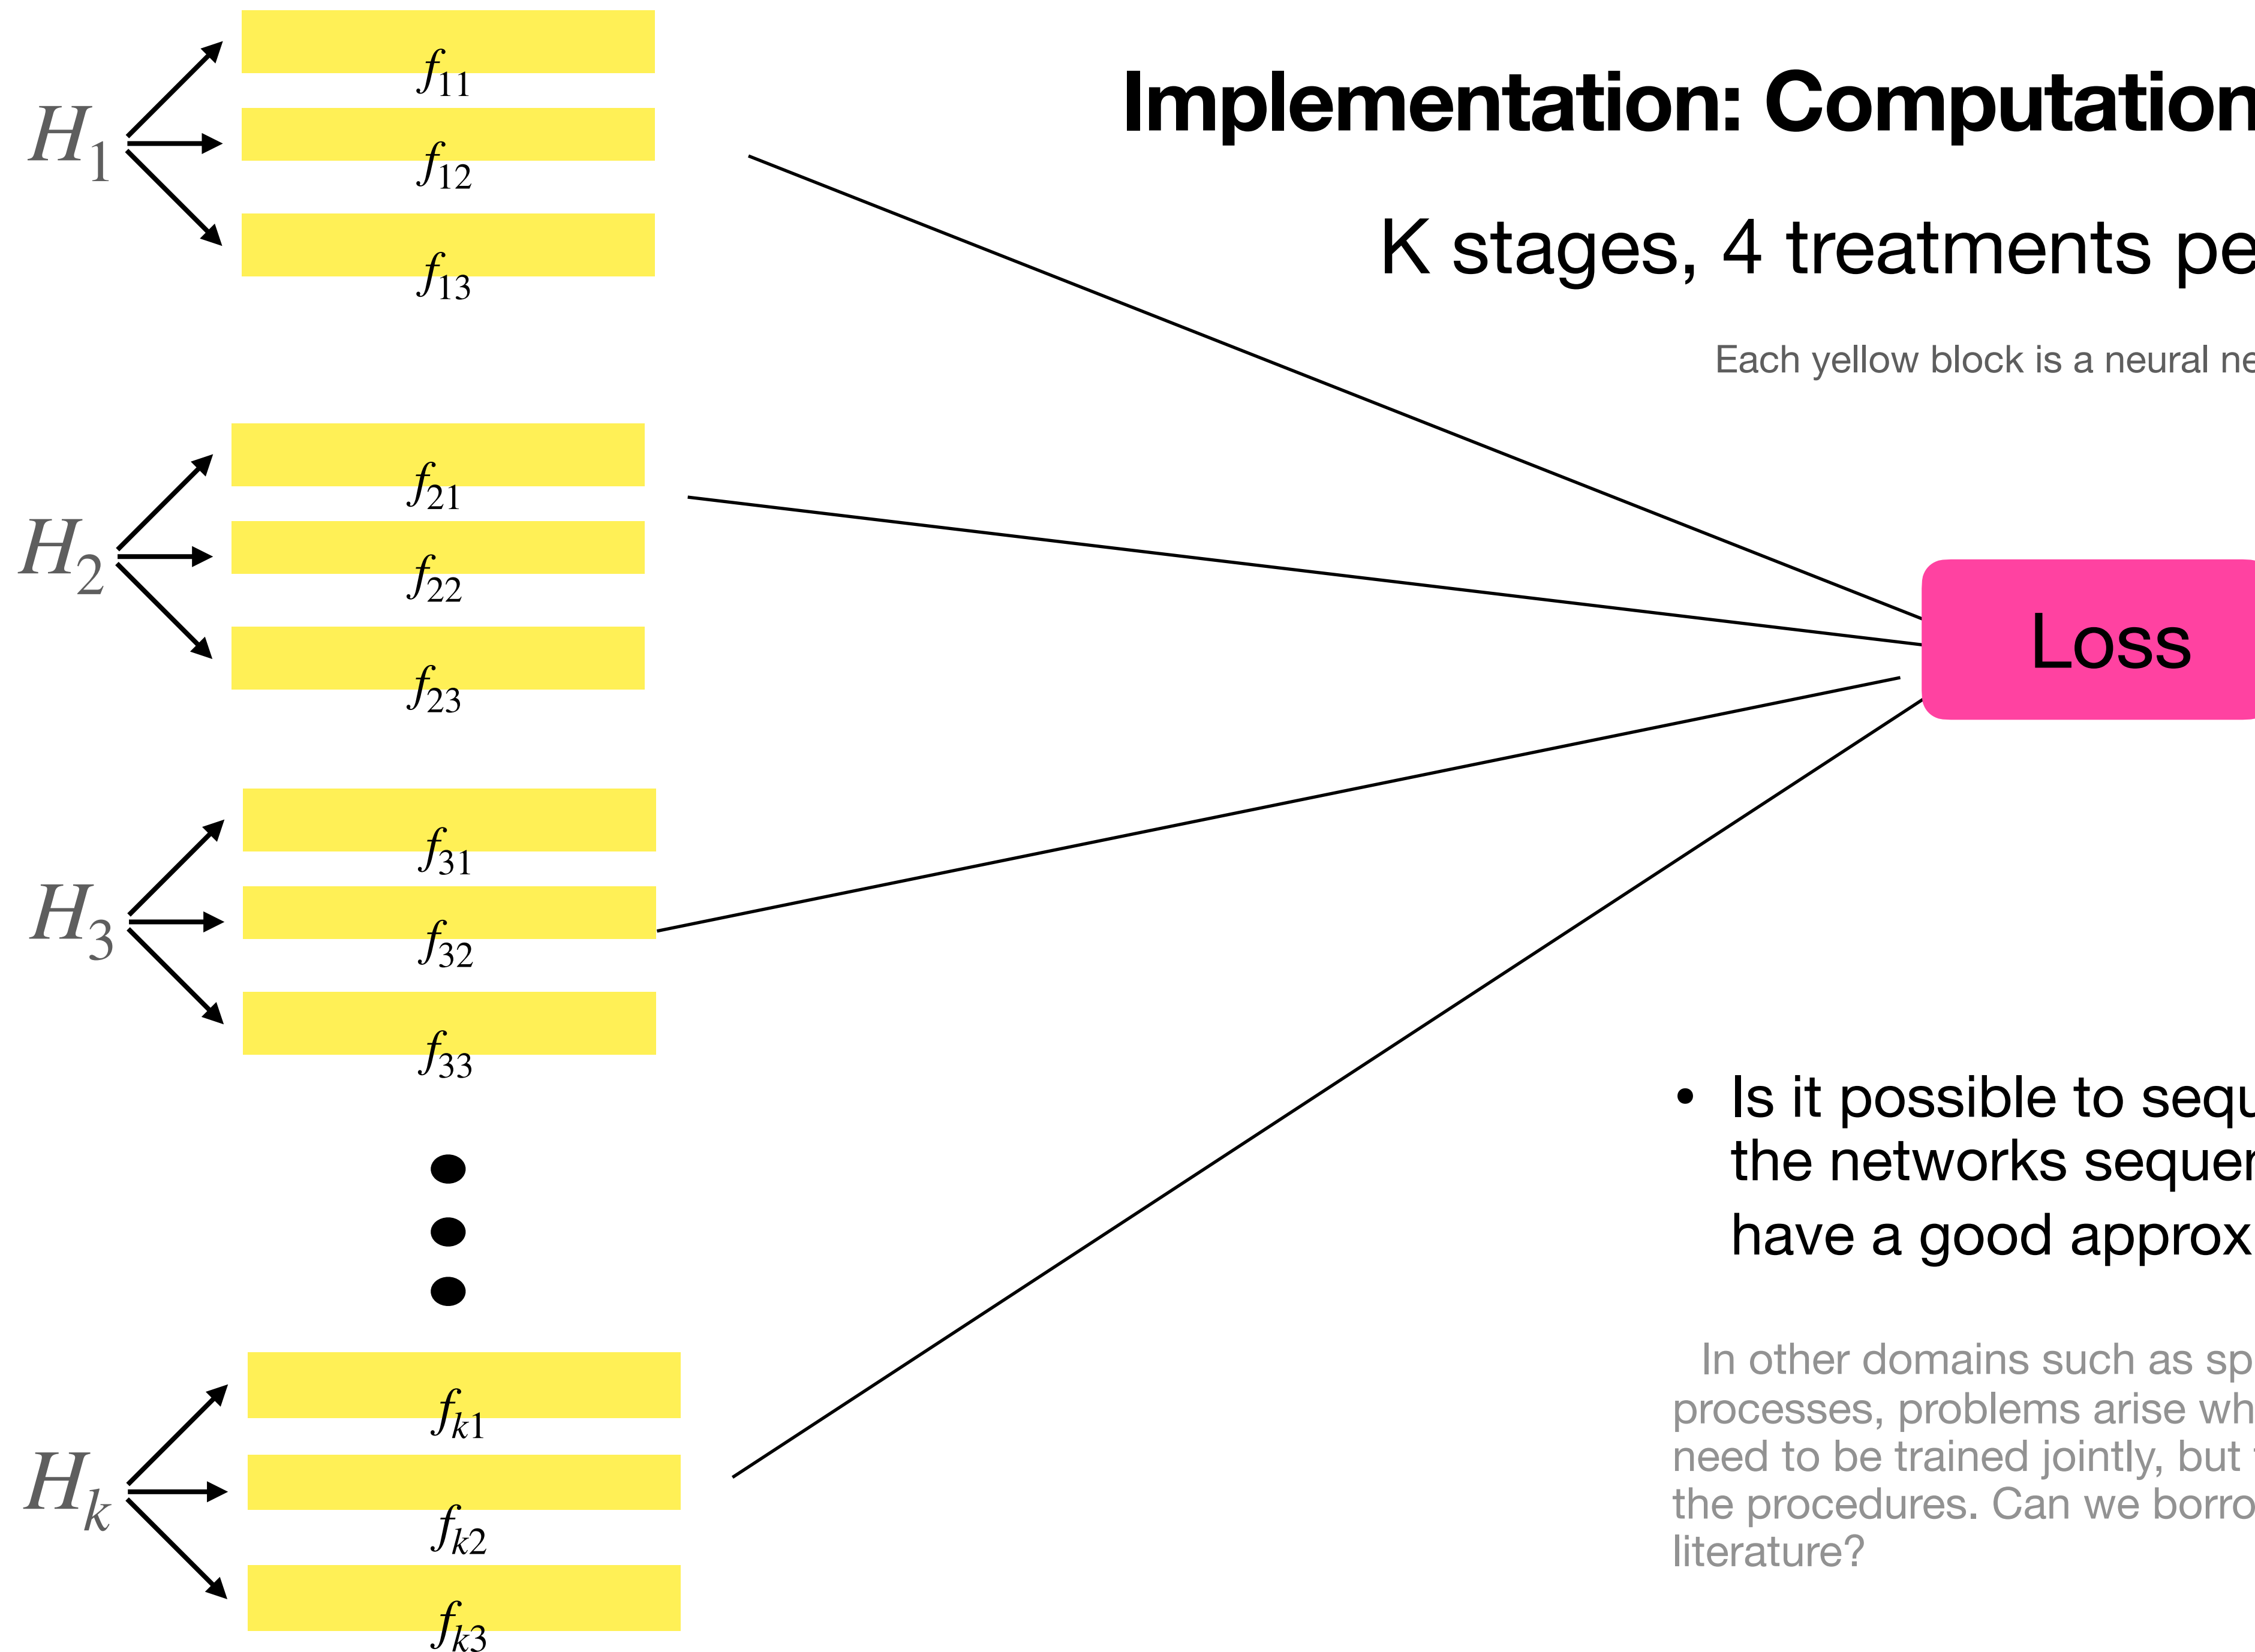 Implementation: Computation
K stages, 4 treatments pe
Each yellow block is a neural ne
H₁
f₁₁
f₁₂
f₁₃
H₂
f₂₁
f₂₂
f₂₃
H₃
f₃₁
f₃₂
f₃₃
Hₖ
fₖ₁
fₖ₂
fₖ₃
Loss
• Is it possible to sequ
the networks sequen
have a good approx
In other domains such as sp
processes, problems arise wh
need to be trained jointly, but
the procedures. Can we borro
literature?